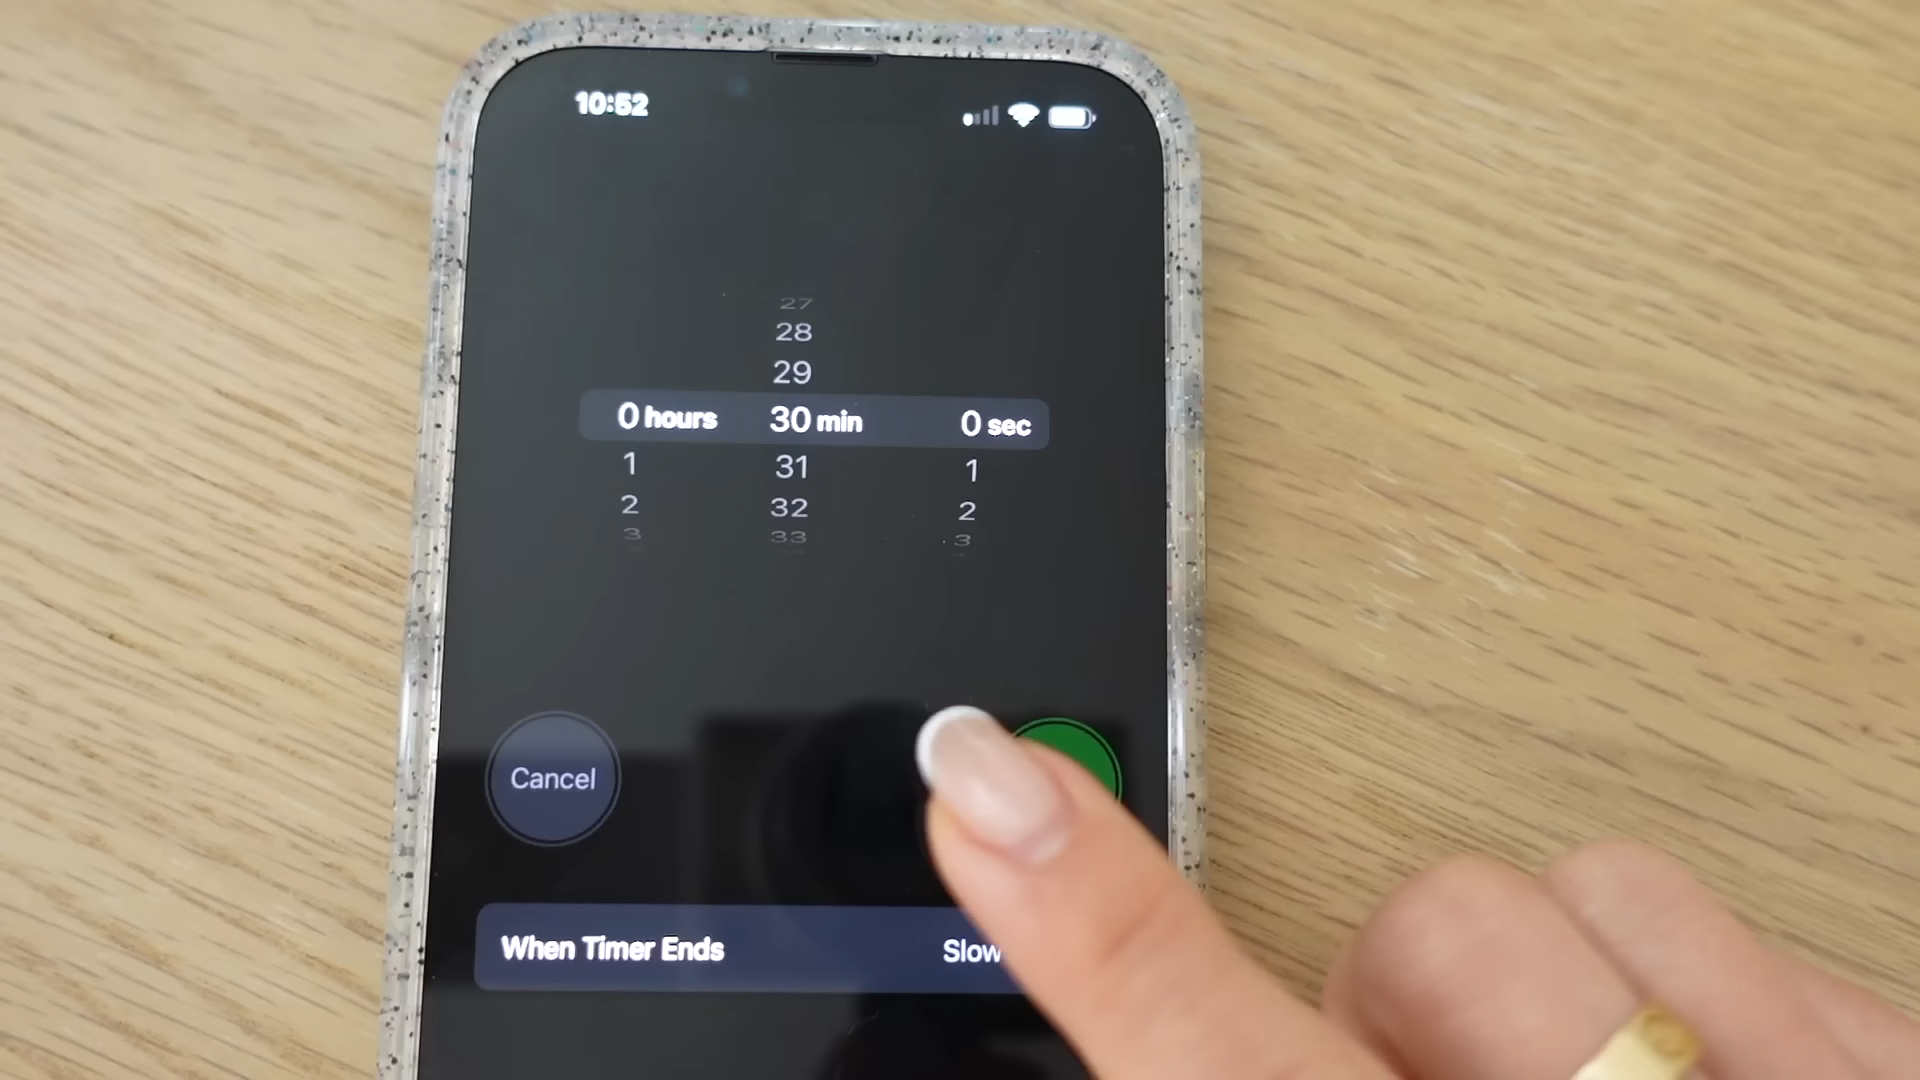 10:52
27
28
29
0 hours 30 min 0 sec
1 31 1
2 32 2
3 33 3
Cancel
When Timer Ends Slow